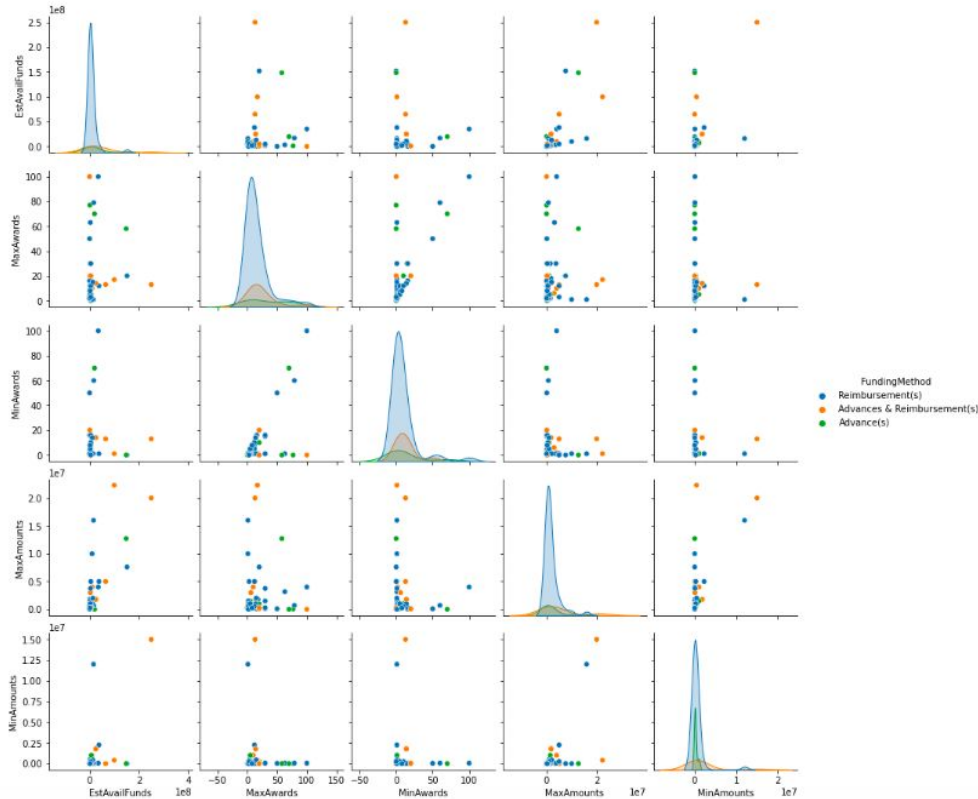 1e8
2.5
2.0
1.5
1.0
0.5
0.0
EstAvailFunds
100
80
60
40
20
0
MaxAwards
100
80
60
40
20
0
MinAwards
FundingMethod
Reimbursement(s)
Advances & Reimbursement(s)
Advance(s)
1e7
2.0
1.5
1.0
0.5
0.0
MaxAmounts
1e7
1.50
1.25
1.00
0.75
0.50
0.25
0.00
MinAmounts
0 2 4
1e8
EstAvailFunds
−50 0 50 100 150
MaxAwards
−50 0 50 100
MinAwards
0 2
1e7
MaxAmounts
0 1 2
1e7
MinAmounts